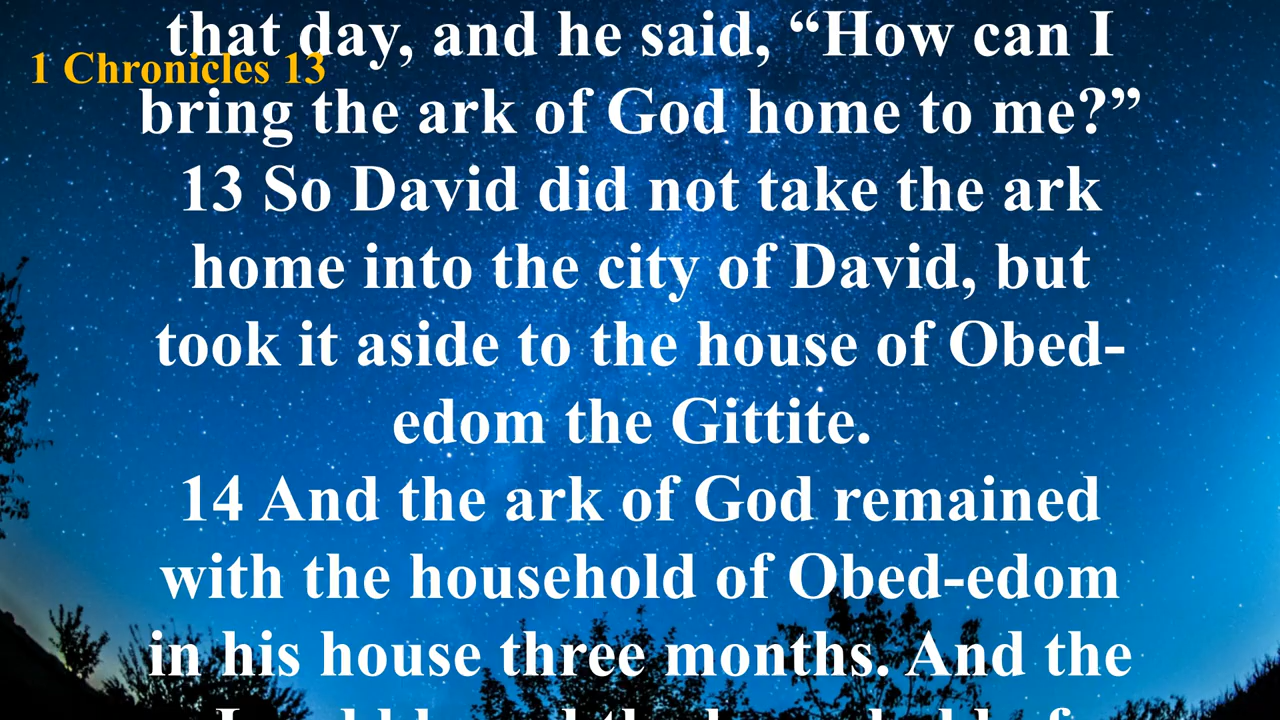 that day, and he said, “How can I
1 Chronicles 13
bring the ark of God home to me?”
13 So David did not take the ark
home into the city of David, but
took it aside to the house of Obed-
edom the Gittite.
14 And the ark of God remained
with the household of Obed-edom
in his house three months. And the